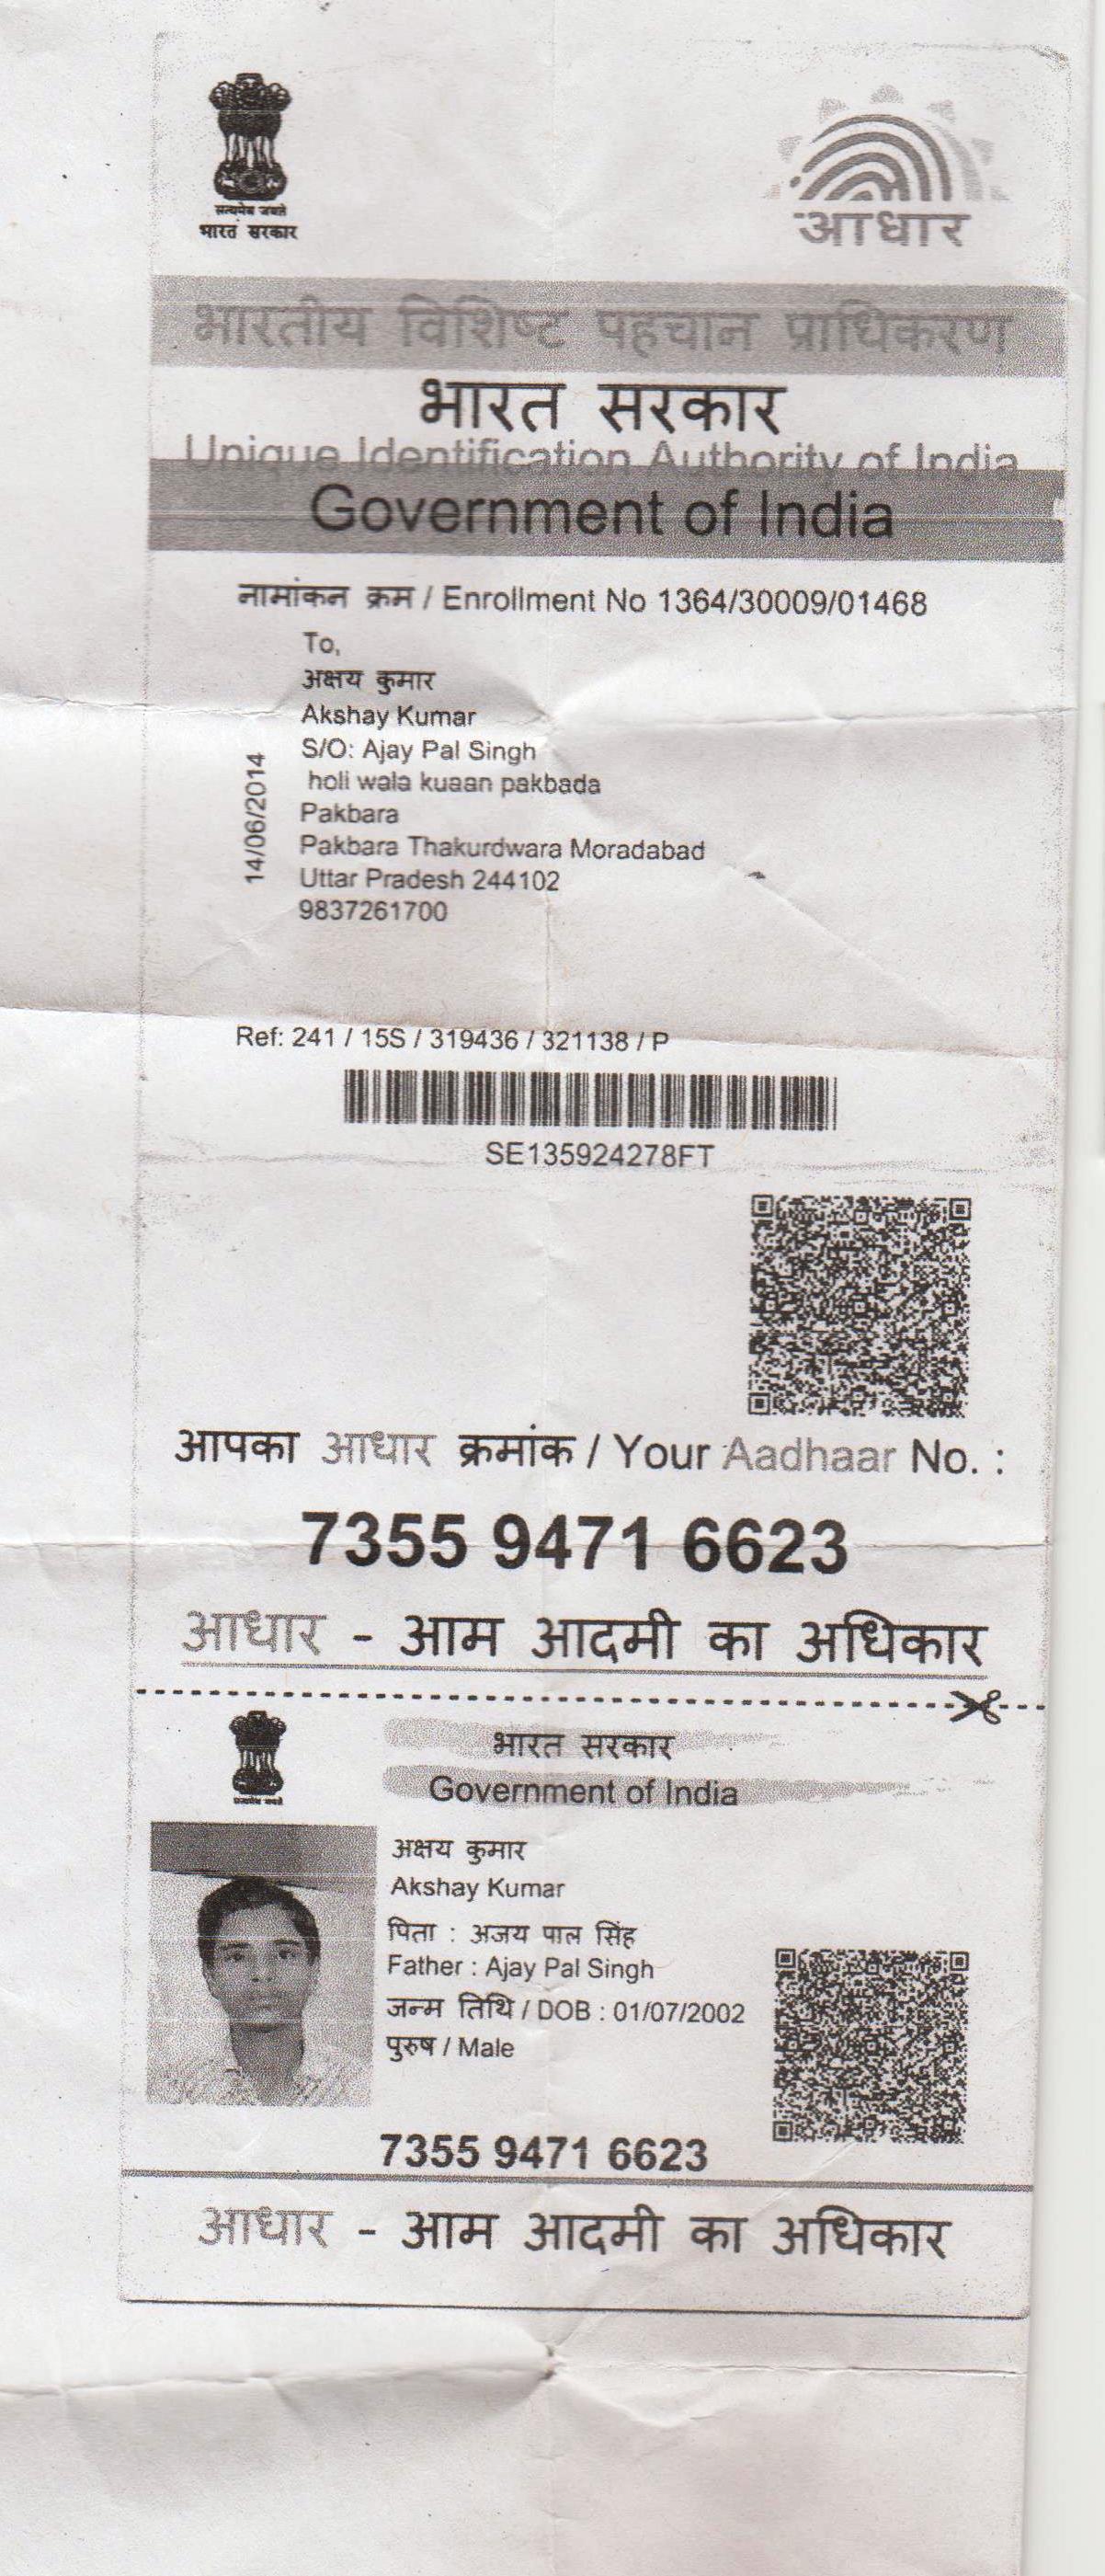 सत्यमेव जयते
भारत सरकार
आधार
भारतीय विशिष्ट पहचान प्राधिकरण
भारत सरकार
Unique Identification Authority of India
Government of India
नामांकन क्रम / Enrollment No 1364/30009/01468
To,
अक्षय कुमार
Akshay Kumar
S/O: Ajay Pal Singh
holi wala kuaan pakbada
Pakbara
Pakbara Thakurdwara Moradabad
Uttar Pradesh 244102
9837261700
14/06/2014
Ref: 241 / 15S / 319436 / 321138 / P
SE135924278FT
आपका आधार क्रमांक / Your Aadhaar No. :
7355 9471 6623
आधार - आम आदमी का अधिकार
भारत सरकार
Government of India
अक्षय कुमार
Akshay Kumar
पिता : अजय पाल सिंह
Father : Ajay Pal Singh
जन्म तिथि / DOB : 01/07/2002
पुरुष / Male
7355 9471 6623
आधार - आम आदमी का अधिकार